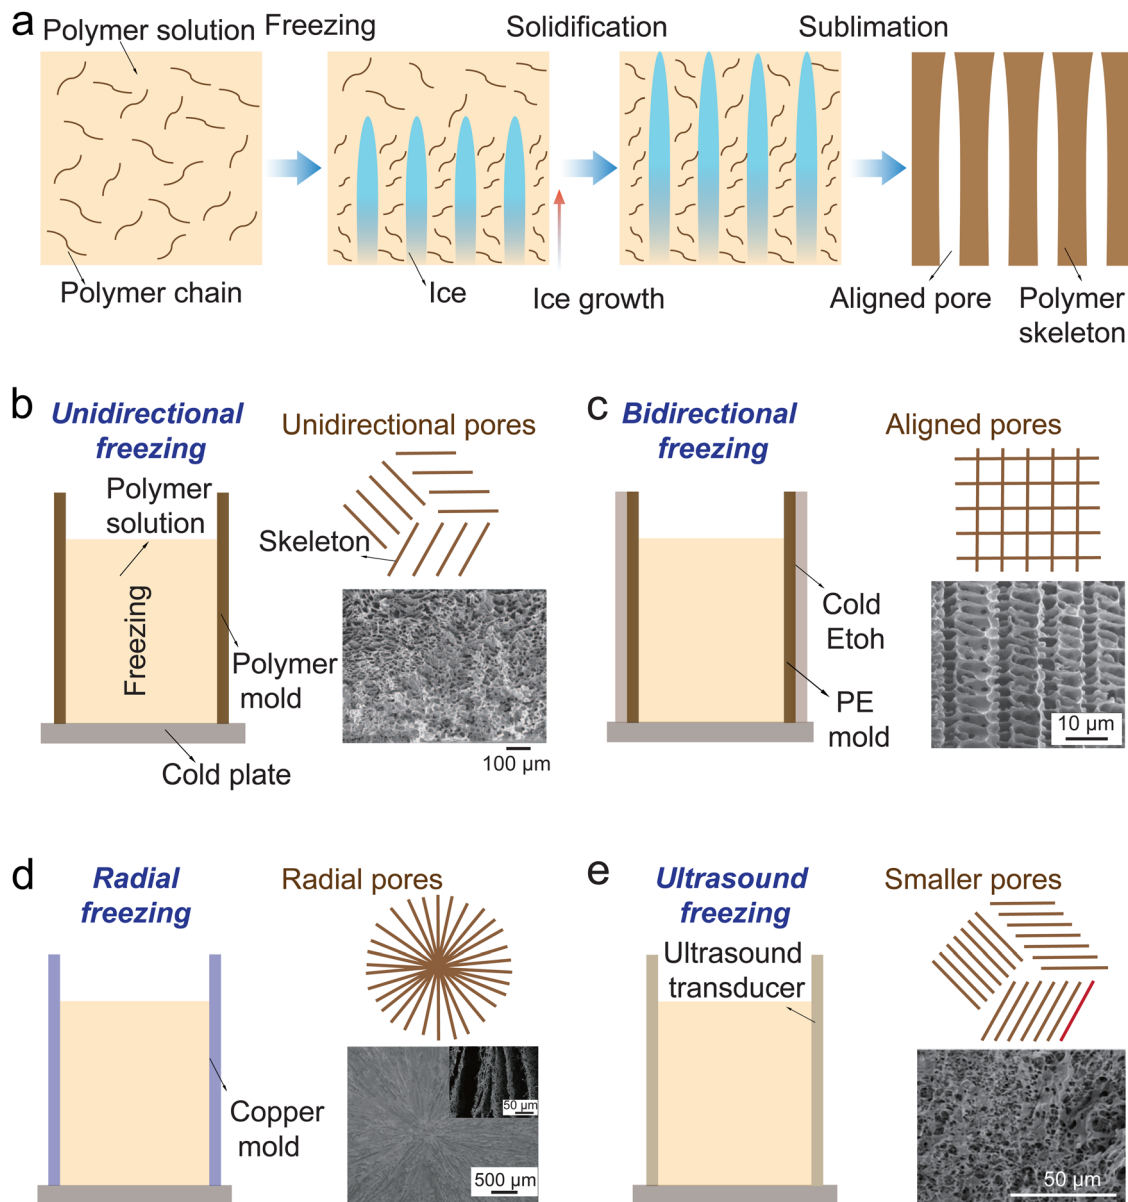 a
Polymer solution
Freezing
Solidification
Sublimation
Polymer chain
Ice
Ice growth
Aligned pore
Polymer
skeleton
b
Unidirectional
freezing
Unidirectional pores
Polymer
solution
Skeleton
Freezing
Polymer
mold
Cold plate
100 μm
c
Bidirectional
freezing
Aligned pores
Cold
Etoh
PE
mold
10 μm
d
Radial
freezing
Radial pores
Copper
mold
50 μm
500 μm
e
Ultrasound
freezing
Smaller pores
Ultrasound
transducer
50 μm